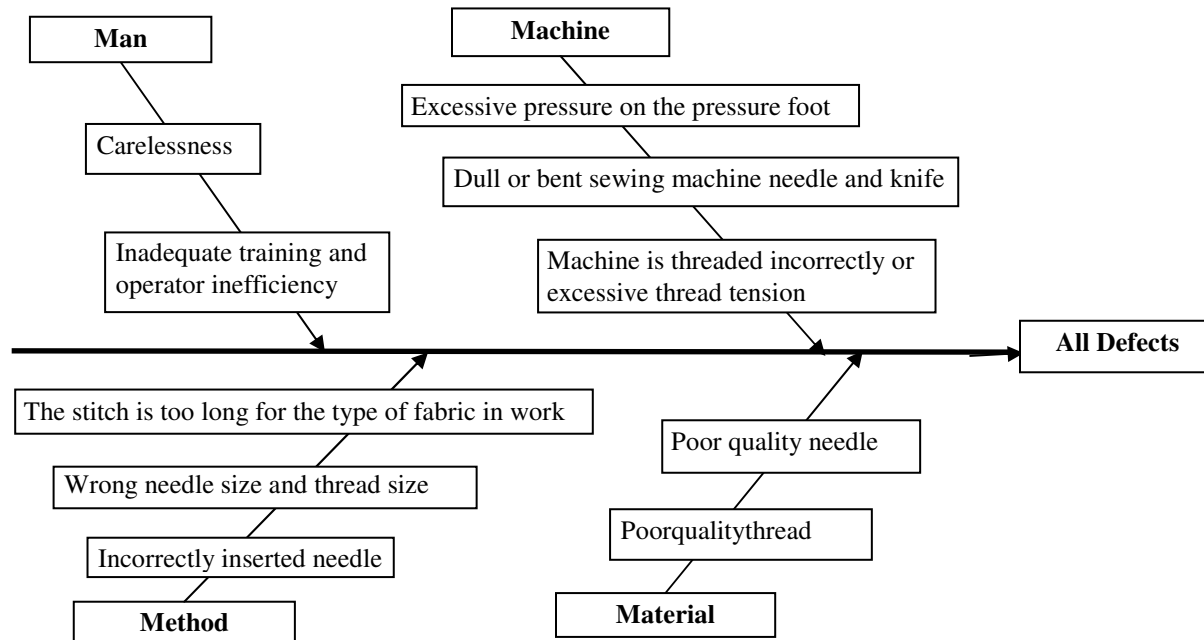 Man
Machine
Excessive pressure on the pressure foot
Carelessness
Dull or bent sewing machine needle and knife
Inadequate training and
operator inefficiency
Machine is threaded incorrectly or
excessive thread tension
All Defects
The stitch is too long for the type of fabric in work
Poor quality needle
Wrong needle size and thread size
Poorqualitythread
Incorrectly inserted needle
Method
Material